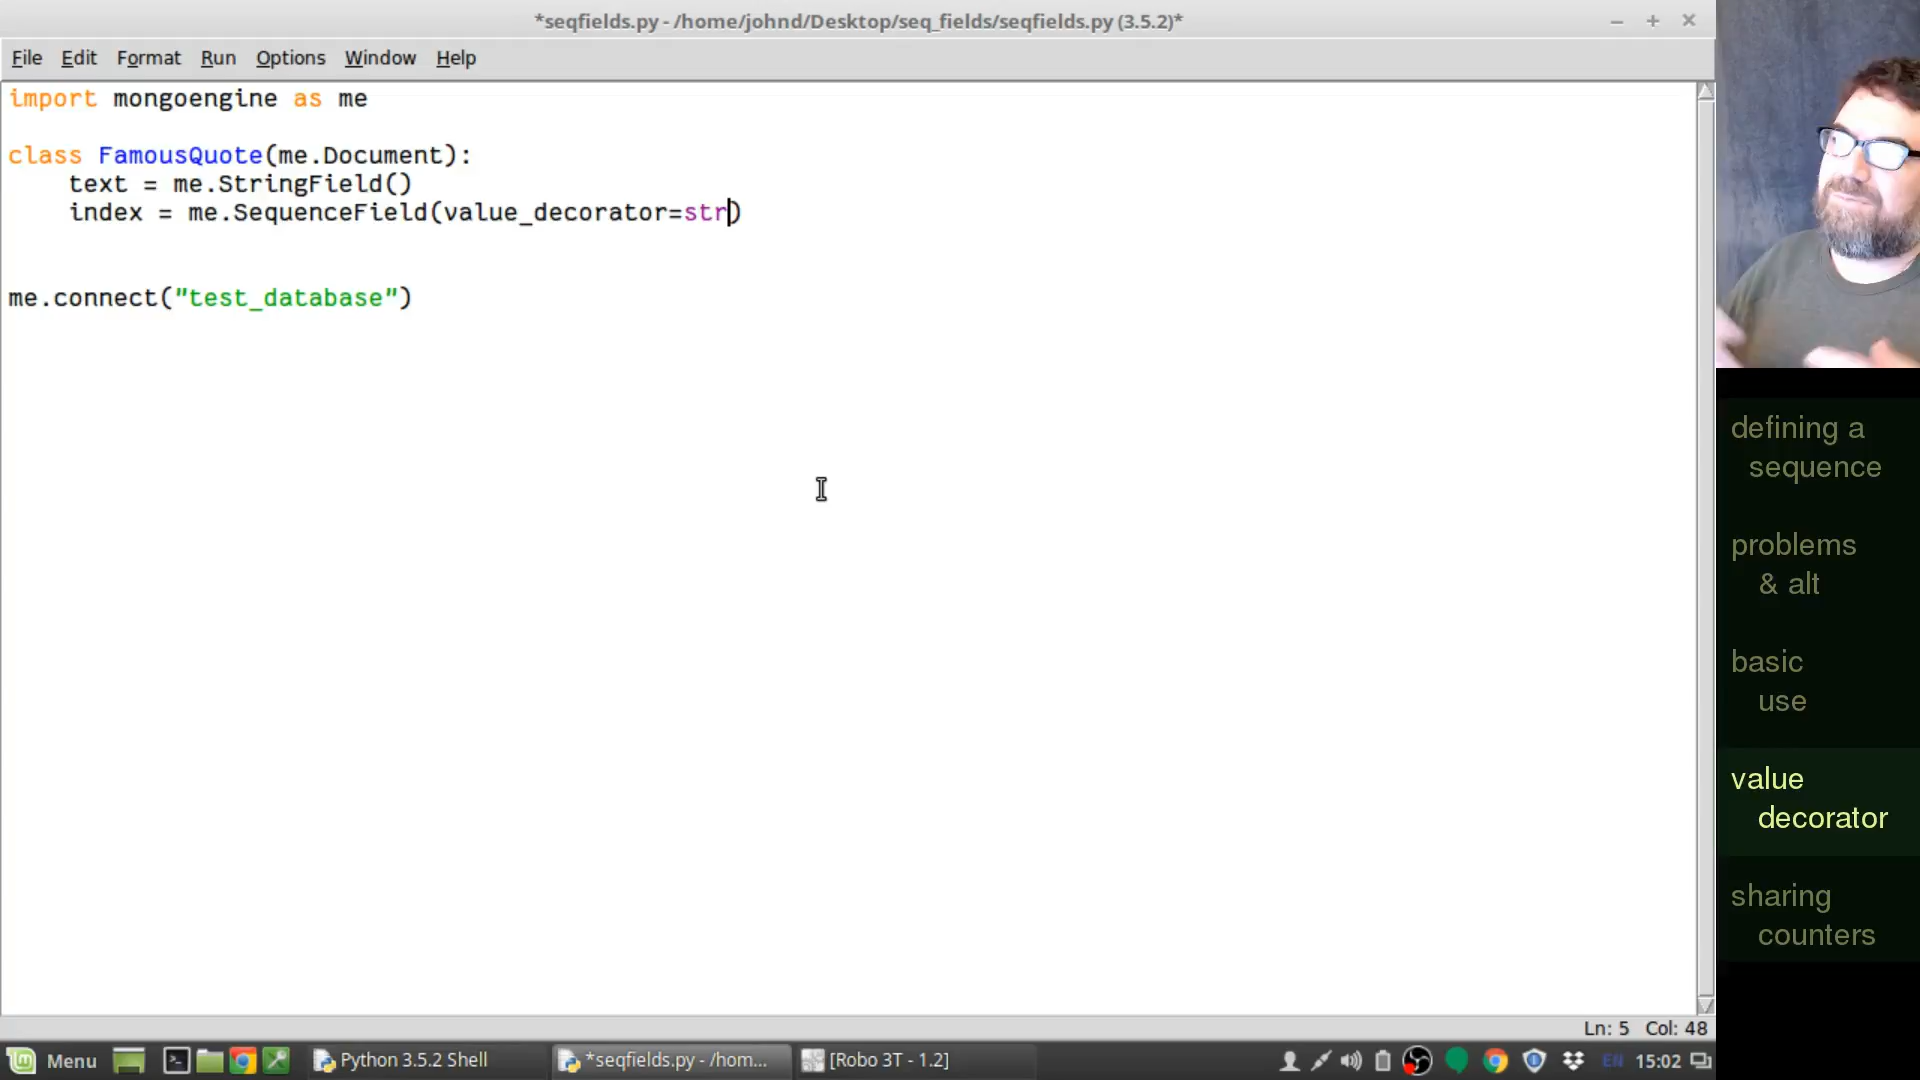 *seqfields.py - /home/johnd/Desktop/seq_fields/seqfields.py (3.5.2)*
File Edit Format Run Options Window Help
import mongoengine as me
class FamousQuote(me.Document):
text = me.StringField()
index = me.SequenceField(value_decorator=str)
me.connect("test_database")
defining a
sequence
problems
& alt
basic
use
value
decorator
sharing
counters
Ln: 5 Col: 48
Menu Python 3.5.2 Shell *seqfields.py - /hom... [Robo 3T - 1.2] EN 15:02